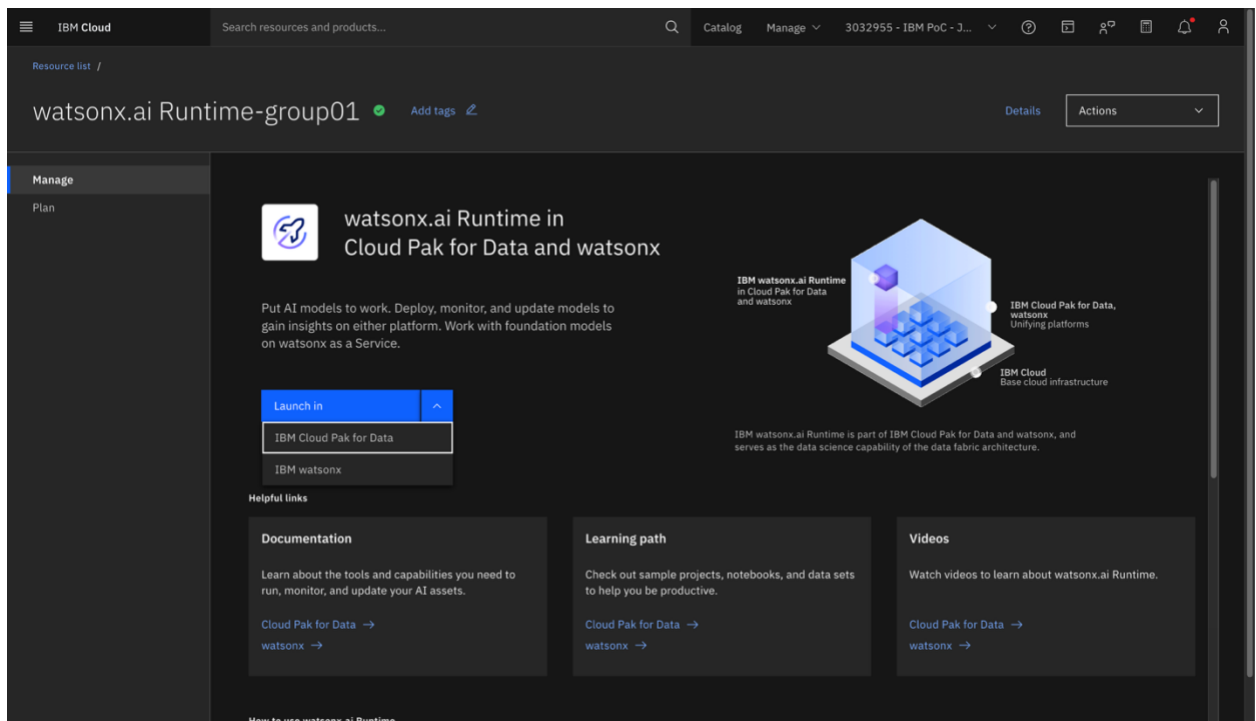 IBM Cloud
Search resources and products...
Catalog
Manage
3032955 - IBM PoC - J...
Resource list /
watsonx.ai Runtime-group01
Add tags
Details
Actions
Manage
Plan
watsonx.ai Runtime in
Cloud Pak for Data and watsonx
Put AI models to work. Deploy, monitor, and update models to
gain insights on either platform. Work with foundation models
on watsonx as a Service.
Launch in
IBM Cloud Pak for Data
IBM watsonx
IBM watsonx.ai Runtime
in Cloud Pak for Data
and watsonx
IBM Cloud Pak for Data,
watsonx
Unifying platforms
IBM Cloud
Base cloud infrastructure
IBM watsonx.ai Runtime is part of IBM Cloud Pak for Data and watsonx, and
serves as the data science capability of the data fabric architecture.
Helpful links
Documentation
Learn about the tools and capabilities you need to
run, monitor, and update your AI assets.
Cloud Pak for Data →
watsonx →
Learning path
Check out sample projects, notebooks, and data sets
to help you be productive.
Cloud Pak for Data →
watsonx →
Videos
Watch videos to learn about watsonx.ai Runtime.
Cloud Pak for Data →
watsonx →
How to use watsonx.ai Runtime